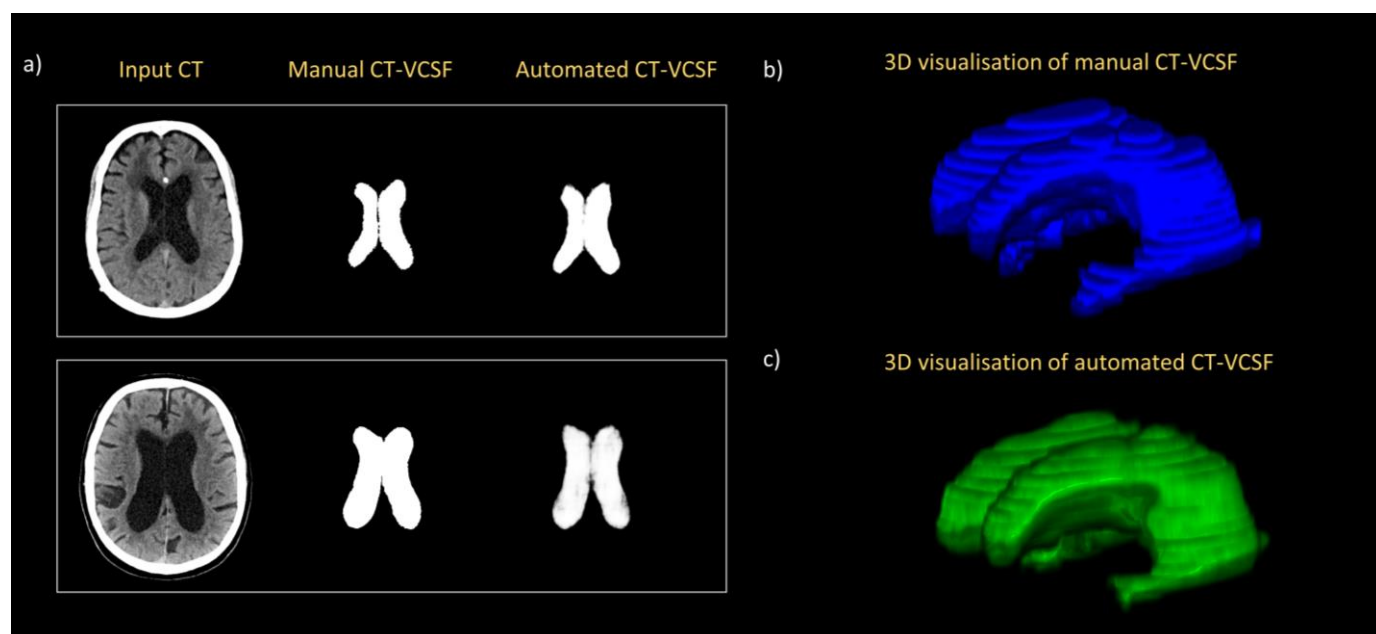 a)
Input CT
Manual CT-VCSF
Automated CT-VCSF
b)
3D visualisation of manual CT-VCSF
c)
3D visualisation of automated CT-VCSF